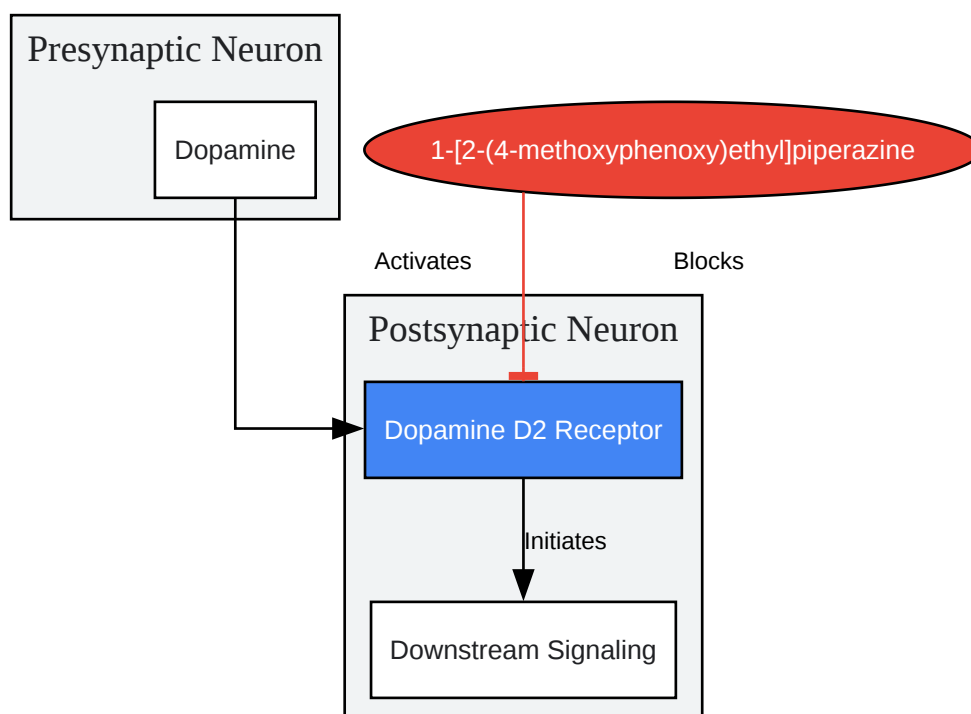 Presynaptic Neuron
Dopamine
1-[2-(4-methoxyphenoxy)ethyl]piperazine
Activates
Blocks
Postsynaptic Neuron
Dopamine D2 Receptor
Initiates
Downstream Signaling